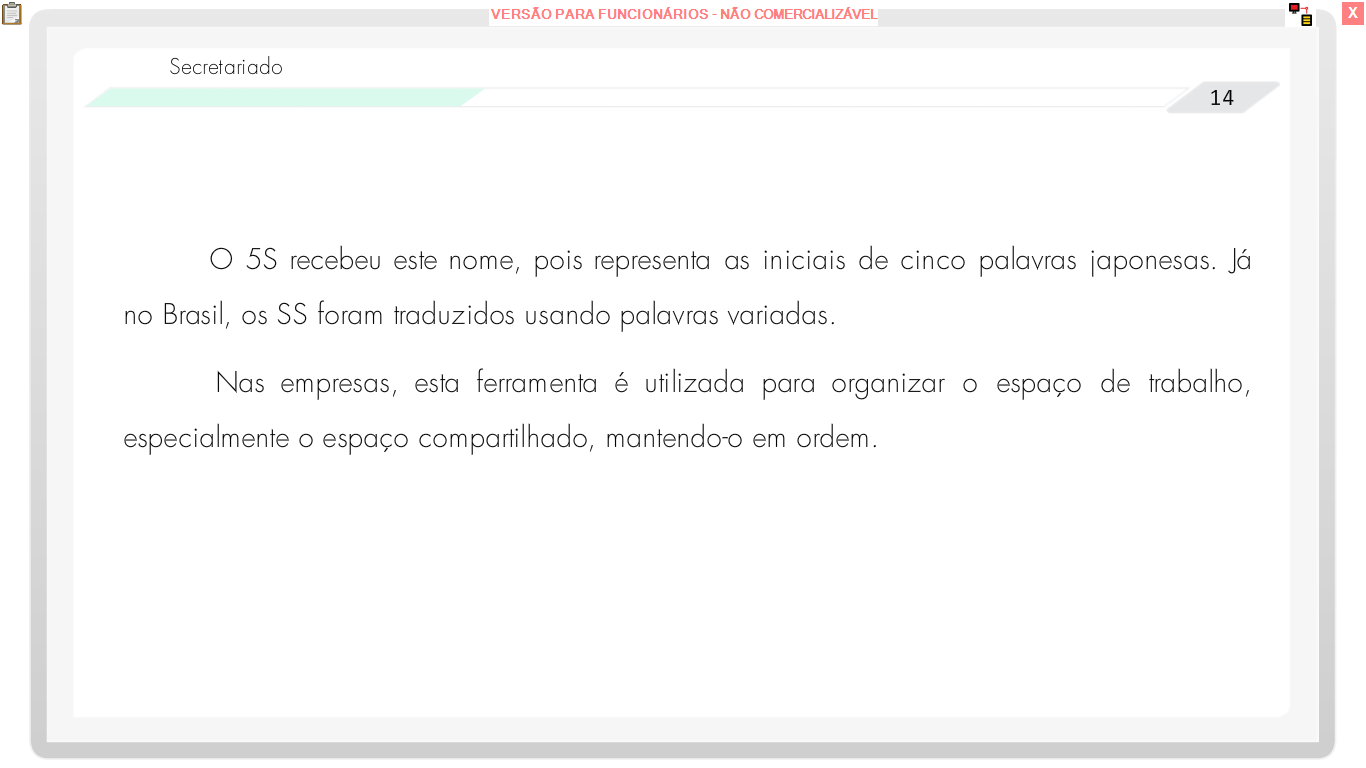 VERSÃO PARA FUNCIONÁRIOS - NÃO COMERCIALIZÁVEL
X
Secretariado
14
O 5S recebeu este nome, pois representa as iniciais de cinco palavras japonesas. Já
no Brasil, os SS foram traduzidos usando palavras variadas.
Nas empresas, esta ferramenta é utilizada para organizar o espaço de trabalho,
especialmente o espaço compartilhado, mantendo-o em ordem.